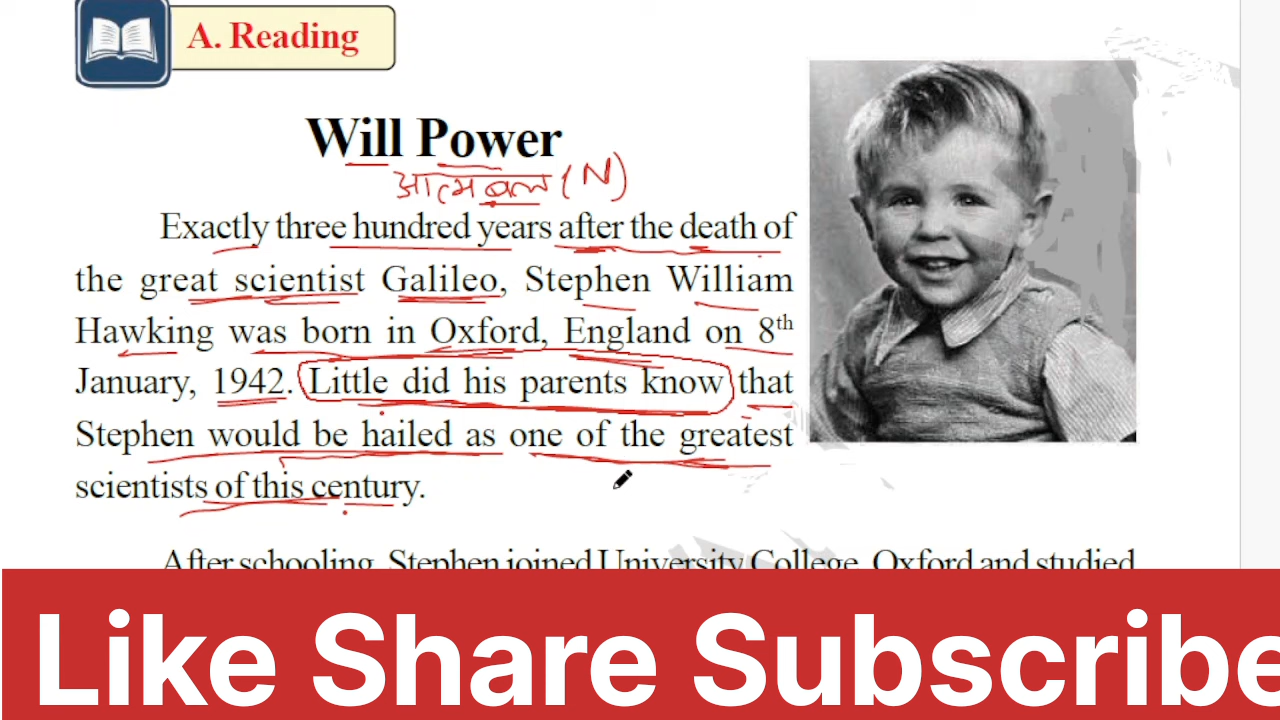 A. Reading
Will Power
आत्मबल (N)
Exactly three hundred years after the death of
the great scientist Galileo, Stephen William
Hawking was born in Oxford, England on 8th
January, 1942. Little did his parents know that
Stephen would be hailed as one of the greatest
scientists of this century.
After schooling, Stephen joined University College, Oxford and studied
Like Share Subscribe